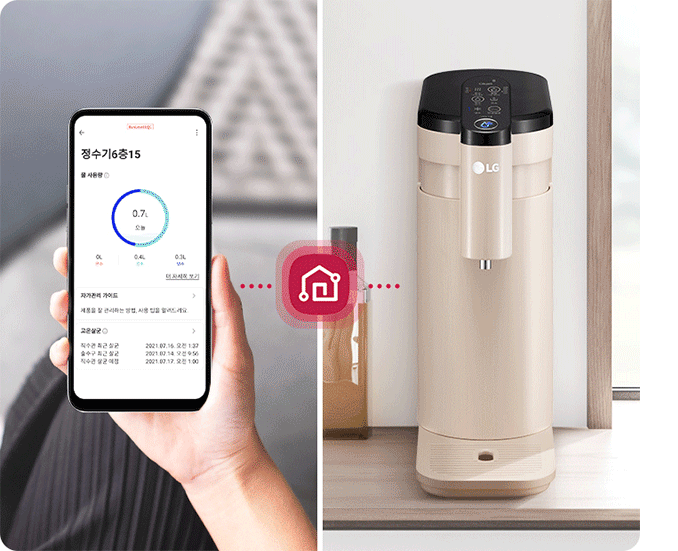 정수기6층15
물 사용량
0.7L
오늘
0L
0.4L
0.3L
더 자세히 보기
자가관리 가이드
제품을 잘 관리하는 방법, 사용 팁을 알려드려요.
고온살균
직수관 최근 살균 2021.07.16. 오전 1:37
출수구 최근 살균 2021.07.14. 오전 9:56
직수관 살균 예정 2021.07.17. 오전 1:00
LG